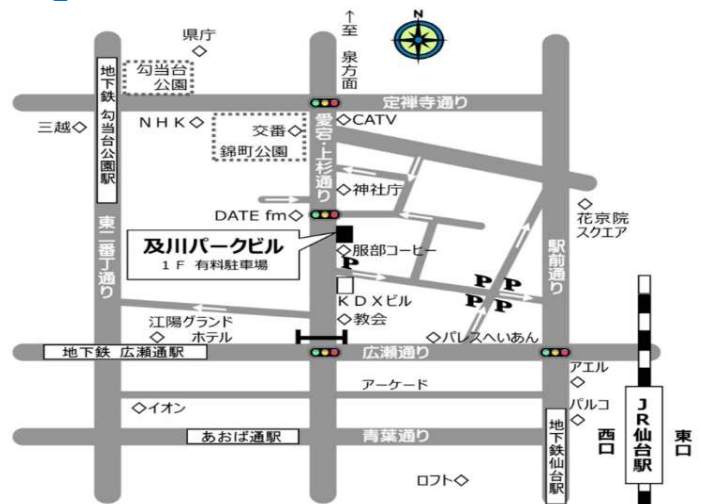 N
↑至 泉方面
県庁
勾当台
公園
地下鉄 勾当台公園駅
定禅寺通り
三越
NHK
交番
錦町公園
CATV
愛宕・上杉通り
神社庁
DATE fm
花京院
スクエア
及川パークビル
1F 有料駐車場
服部コーヒー
P
P P
P P
東二番丁通り
駅前通り
KDXビル
教会
江陽グランド
ホテル
パレスへいあん
地下鉄 広瀬通駅
広瀬通り
アエル
アーケード
イオン
パルコ
あおば通駅
青葉通り
地下鉄仙台駅
西口
JR仙台駅
東口
ロフト